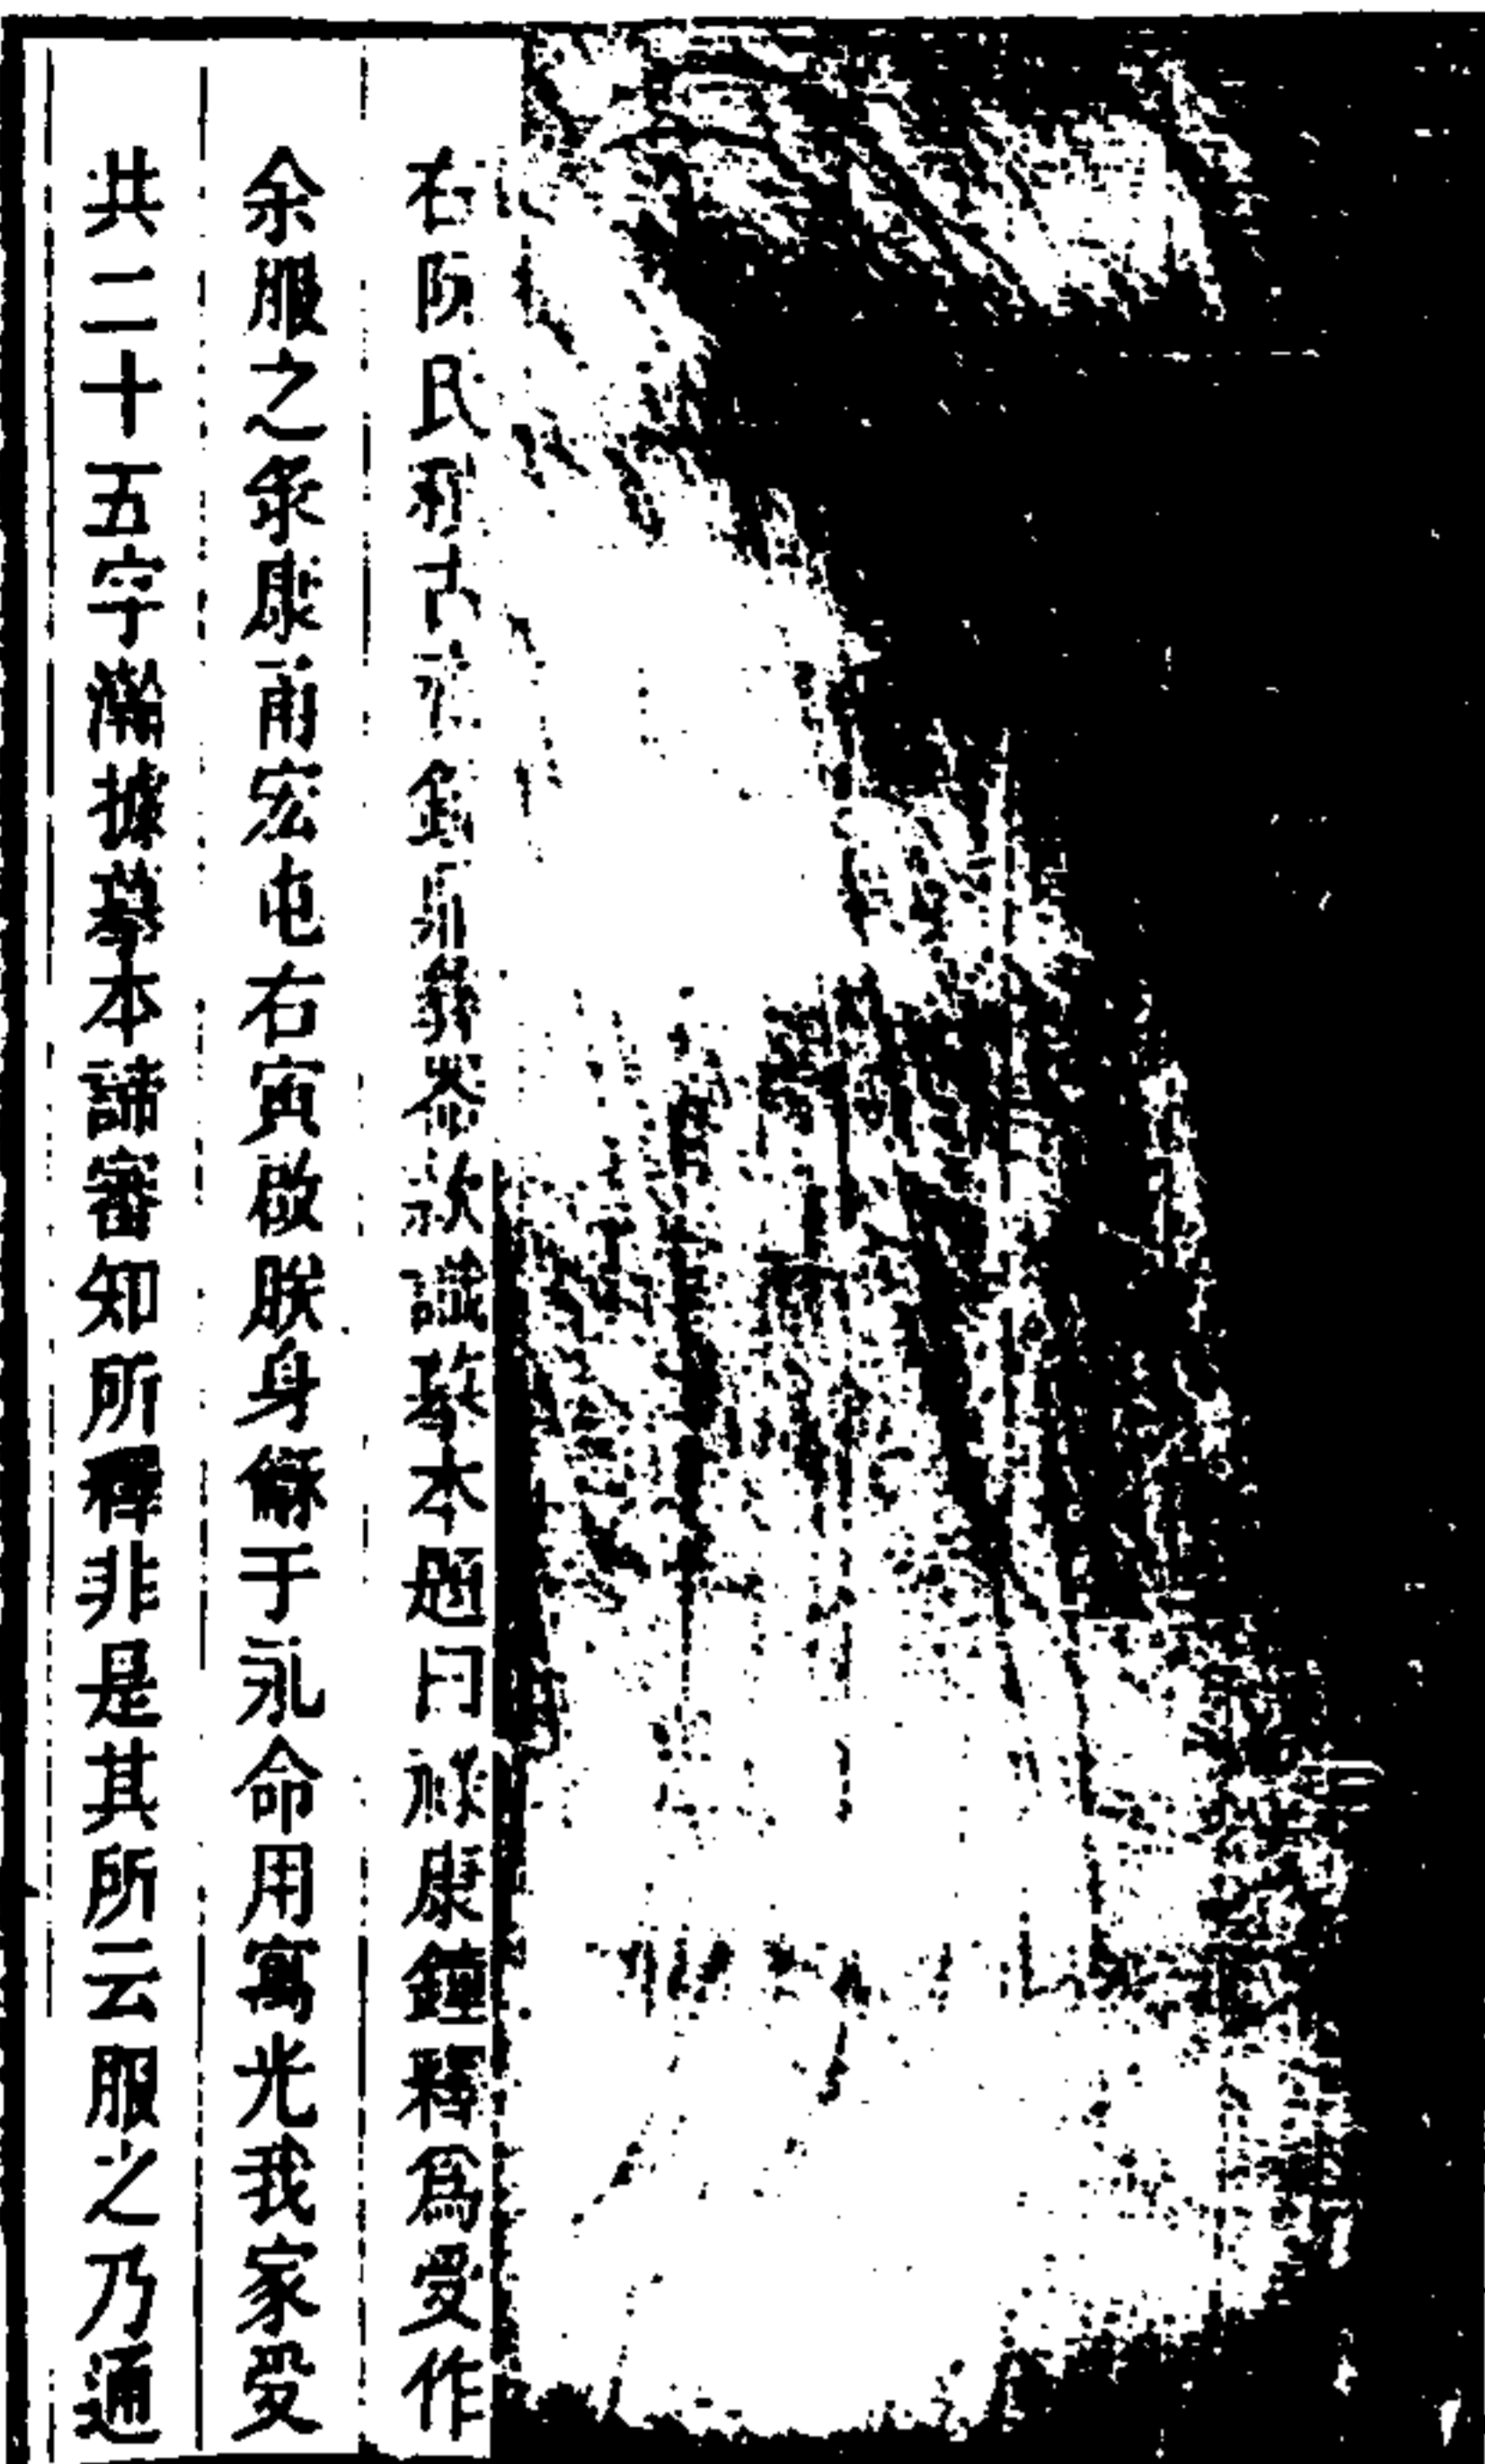 右阮氏積古齋鐘鼎彝器款識摹本題曰祿康鐘釋爲受作
余服之彔康甬宏屯右寅啟朕身龢于永命用寓光我家受
共二十五字瀚據摹本諦審知所釋非是其所云服之乃通